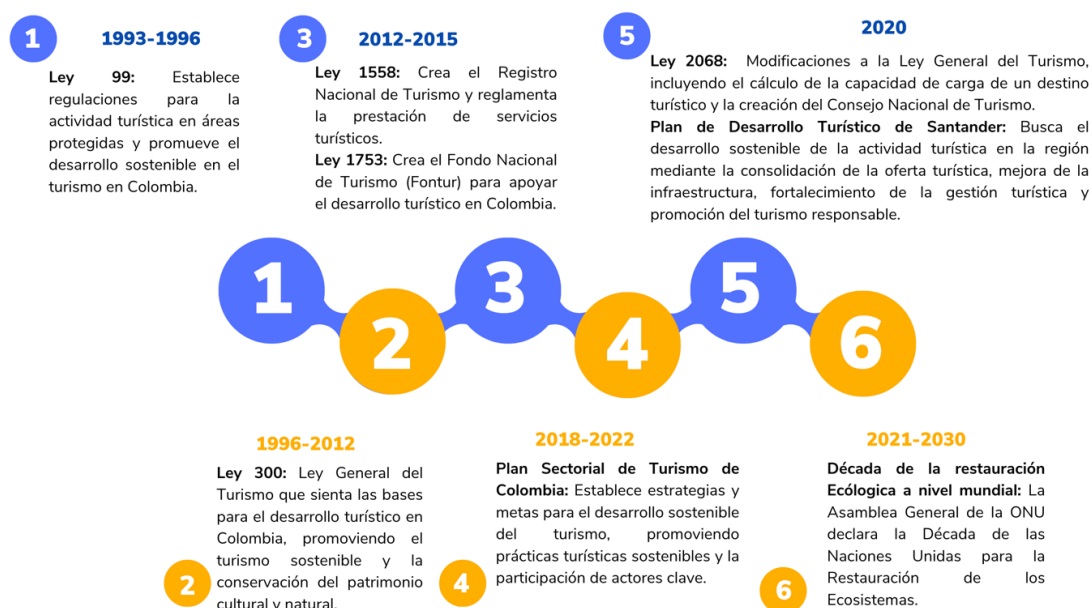 1
1993-1996
Ley 99: Establece
regulaciones para la
actividad turística en áreas
protegidas y promueve el
desarrollo sostenible en el
turismo en Colombia.
3
2012-2015
Ley 1558: Crea el Registro
Nacional de Turismo y reglamenta
la prestación de servicios
turísticos.
Ley 1753: Crea el Fondo Nacional
de Turismo (Fontur) para apoyar
el desarrollo turístico en Colombia.
5
2020
Ley 2068: Modificaciones a la Ley General del Turismo,
incluyendo el cálculo de la capacidad de carga de un destino
turístico y la creación del Consejo Nacional de Turismo.
Plan de Desarrollo Turístico de Santander: Busca el
desarrollo sostenible de la actividad turística en la región
mediante la consolidación de la oferta turística, mejora de la
infraestructura, fortalecimiento de la gestión turística y
promoción del turismo responsable.
1
2
3
4
5
6
1996-2012
Ley 300: Ley General del
Turismo que sienta las bases
para el desarrollo turístico en
Colombia, promoviendo el
turismo sostenible y la
conservación del patrimonio
cultural y natural.
2
2018-2022
Plan Sectorial de Turismo de
Colombia: Establece estrategias y
metas para el desarrollo sostenible
del turismo, promoviendo
prácticas turísticas sostenibles y la
participación de actores clave.
4
2021-2030
Década de la restauración
Ecólogica a nivel mundial: La
Asamblea General de la ONU
declara la Década de las
Naciones Unidas para la
Restauración de los
Ecosistemas.
6